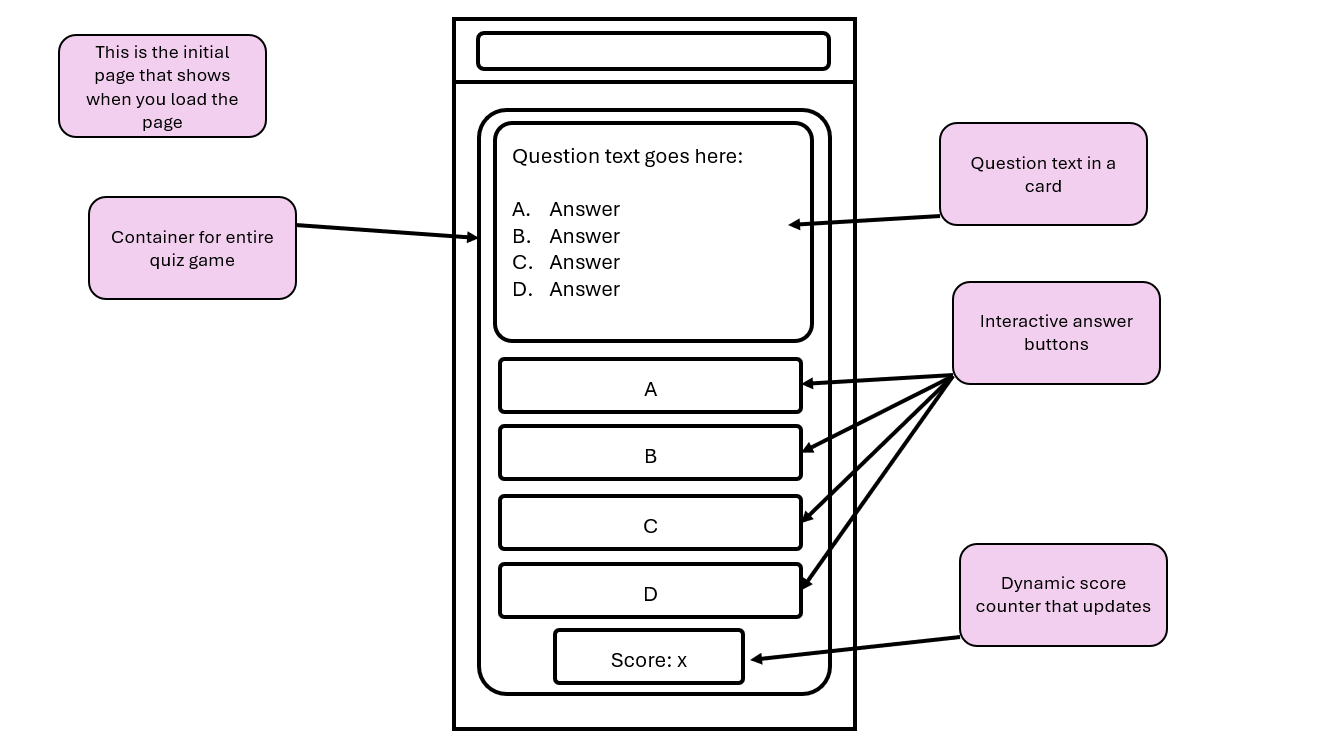 This is the initial
page that shows
when you load the
page
Container for entire
quiz game
Question text goes here:
A. Answer
B. Answer
C. Answer
D. Answer
A
B
C
D
Score: x
Question text in a
card
Interactive answer
buttons
Dynamic score
counter that updates